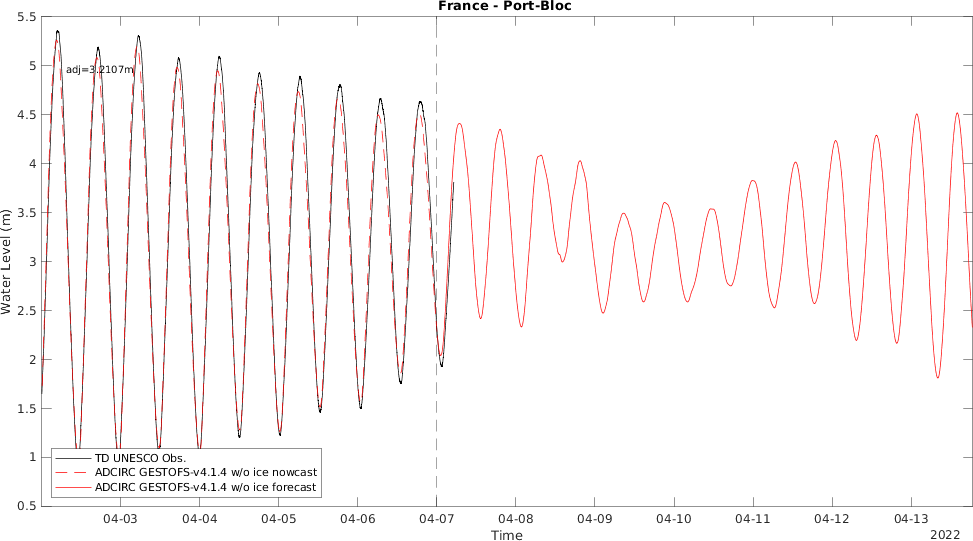 France - Port-Bloc
5.5
5
4.5
4
3.5
3
2.5
2
1.5
1
0.5
Water Level (m)
adj=3.2107m
TD UNESCO Obs.
ADCIRC GESTOFS-v4.1.4 w/o ice nowcast
ADCIRC GESTOFS-v4.1.4 w/o ice forecast
04-03 04-04 04-05 04-06 04-07 04-08 04-09 04-10 04-11 04-12 04-13
Time
2022